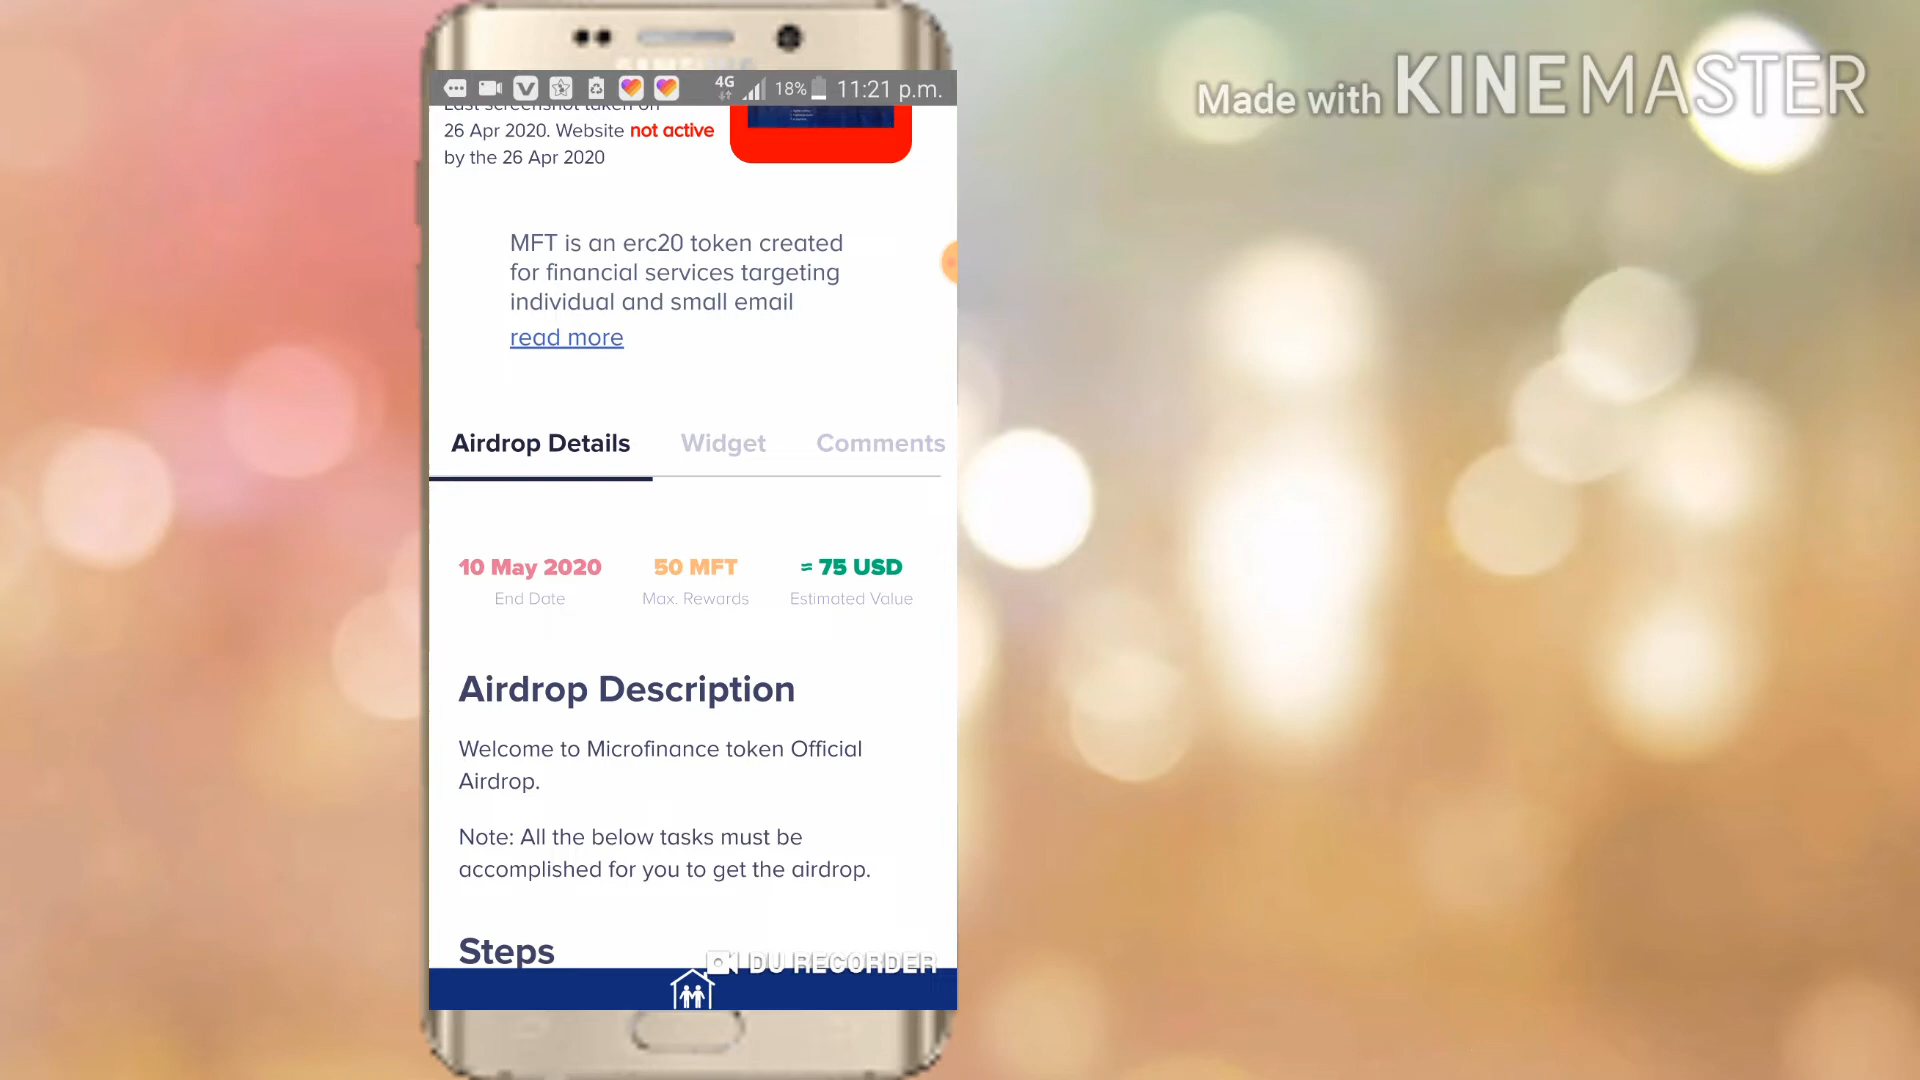 SAMSUNG
Made with KINEMASTER
4G 18% 11:21 p.m.
Last screenshot taken on
26 Apr 2020. Website not active
by the 26 Apr 2020
MFT is an erc20 token created
for financial services targeting
individual and small email
read more
Airdrop Details Widget Comments
10 May 2020 50 MFT ≈ 75 USD
End Date Max. Rewards Estimated Value
Airdrop Description
Welcome to Microfinance token Official
Airdrop.
Note: All the below tasks must be
accomplished for you to get the airdrop.
Steps
DU RECORDER